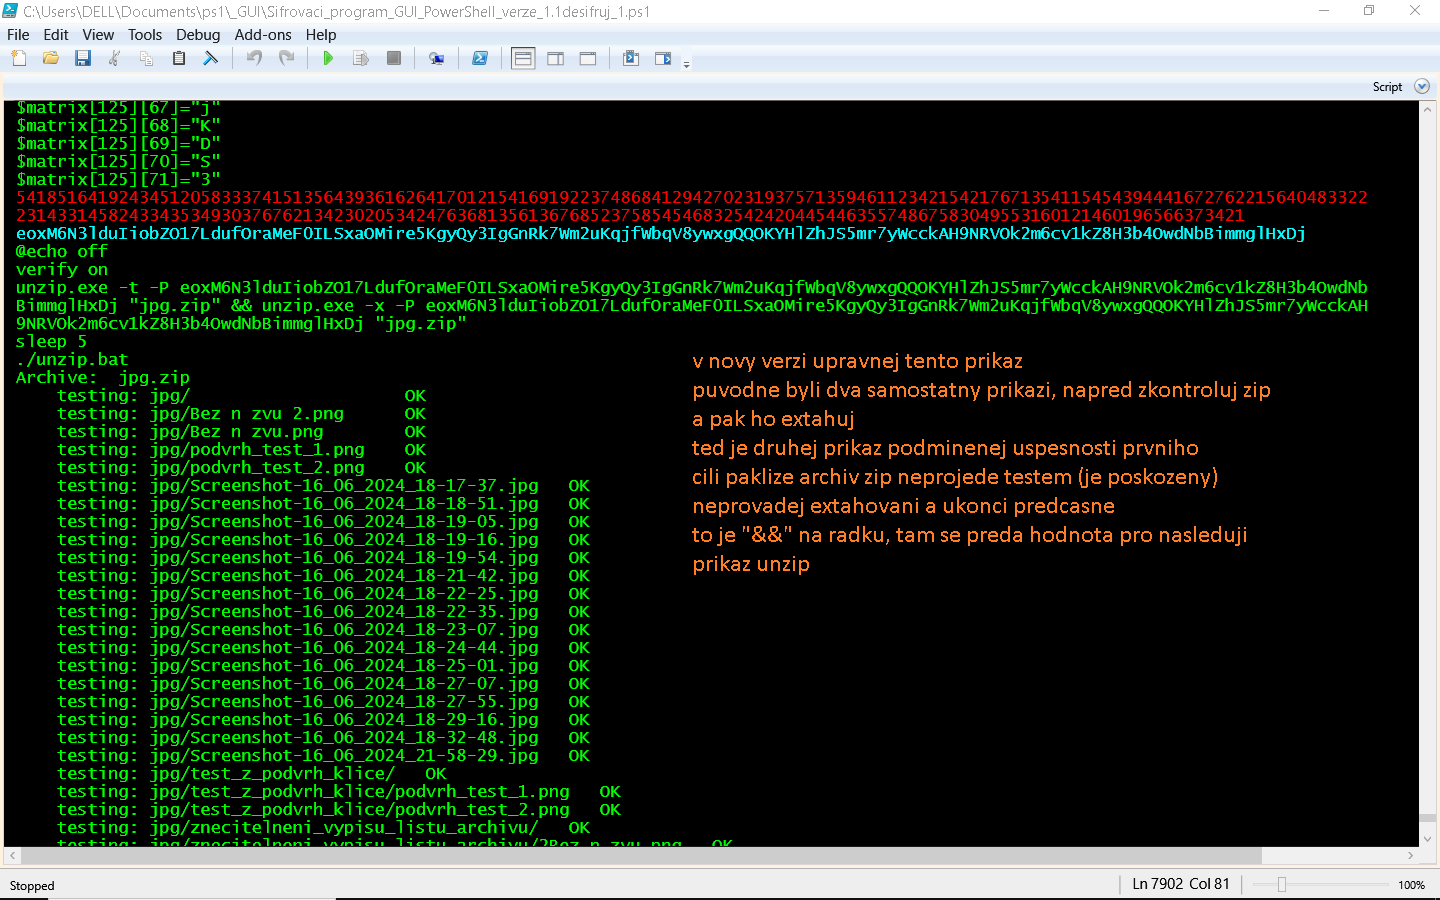 C:\Users\DELL\Documents\ps1\_GUI\Sifrovaci_program_GUI_PowerShell_verze_1.1desifruj_1.ps1
File Edit View Tools Debug Add-ons Help
Script
$matrix[125][67]="j"
$matrix[125][68]="K"
$matrix[125][69]="D"
$matrix[125][70]="S"
$matrix[125][71]="3"
541851641924345120583337415135643936162641701215416919223748684129427023193757135946112342154217671354115454394441672762215640483322
2314331458243343534930376762134230205342476368135613676852375854546832542420445446355748675830495531601214601965663734​21
eoxM6N3lduIiobZO17LdufOraMeF0ILSxaOMire5KgyQy3IgGnRk7Wm2uKqjfWbqV8ywxgQQOKYHlZhJS5mr7yWcckAH9NRVOk2m6cv1kZ8H3b4OwdNbBimmglHxDj
@echo off
verify on
unzip.exe -t -P eoxM6N3lduIiobZO17LdufOraMeF0ILSxaOMire5KgyQy3IgGnRk7Wm2uKqjfWbqV8ywxgQQOKYHlZhJS5mr7yWcckAH9NRVOk2m6cv1kZ8H3b4OwdNb
BimmglHxDj "jpg.zip" && unzip.exe -x -P eoxM6N3lduIiobZO17LdufOraMeF0ILSxaOMire5KgyQy3IgGnRk7Wm2uKqjfWbqV8ywxgQQOKYHlZhJS5mr7yWcckAH
9NRVOk2m6cv1kZ8H3b4OwdNbBimmglHxDj "jpg.zip"
sleep 5
./unzip.bat
Archive:  jpg.zip
testing: jpg/ OK
testing: jpg/Bez n zvu 2.png OK
testing: jpg/Bez n zvu.png OK
testing: jpg/podvrh_test_1.png OK
testing: jpg/podvrh_test_2.png OK
testing: jpg/Screenshot-16_06_2024_18-17-37.jpg OK
testing: jpg/Screenshot-16_06_2024_18-18-51.jpg OK
testing: jpg/Screenshot-16_06_2024_18-19-05.jpg OK
testing: jpg/Screenshot-16_06_2024_18-19-16.jpg OK
testing: jpg/Screenshot-16_06_2024_18-19-54.jpg OK
testing: jpg/Screenshot-16_06_2024_18-21-42.jpg OK
testing: jpg/Screenshot-16_06_2024_18-22-25.jpg OK
testing: jpg/Screenshot-16_06_2024_18-22-35.jpg OK
testing: jpg/Screenshot-16_06_2024_18-23-07.jpg OK
testing: jpg/Screenshot-16_06_2024_18-24-44.jpg OK
testing: jpg/Screenshot-16_06_2024_18-25-01.jpg OK
testing: jpg/Screenshot-16_06_2024_18-27-07.jpg OK
testing: jpg/Screenshot-16_06_2024_18-27-55.jpg OK
testing: jpg/Screenshot-16_06_2024_18-29-16.jpg OK
testing: jpg/Screenshot-16_06_2024_18-32-48.jpg OK
testing: jpg/Screenshot-16_06_2024_21-58-29.jpg OK
testing: jpg/test_z_podvrh_klice/ OK
testing: jpg/test_z_podvrh_klice/podvrh_test_1.png OK
testing: jpg/test_z_podvrh_klice/podvrh_test_2.png OK
testing: jpg/znecitelneni_vypisu_listu_archivu/ OK
testing: jpg/znecitelneni_vypisu_listu_archivu/2Bez n zvu.png OK
v novy verzi upravnej tento prikaz
puvodne byli dva samostatny prikazi, napred zkontroluj zip
a pak ho extahuj
ted je druhej prikaz podminenej uspesnosti prvniho
cili paklize archiv zip neprojede testem (je poskozeny)
neprovadej extahovani a ukonci predcasne
to je "&&" na radku, tam se preda hodnota pro nasleduji
prikaz unzip
Stopped
Ln 7902 Col 81
100%